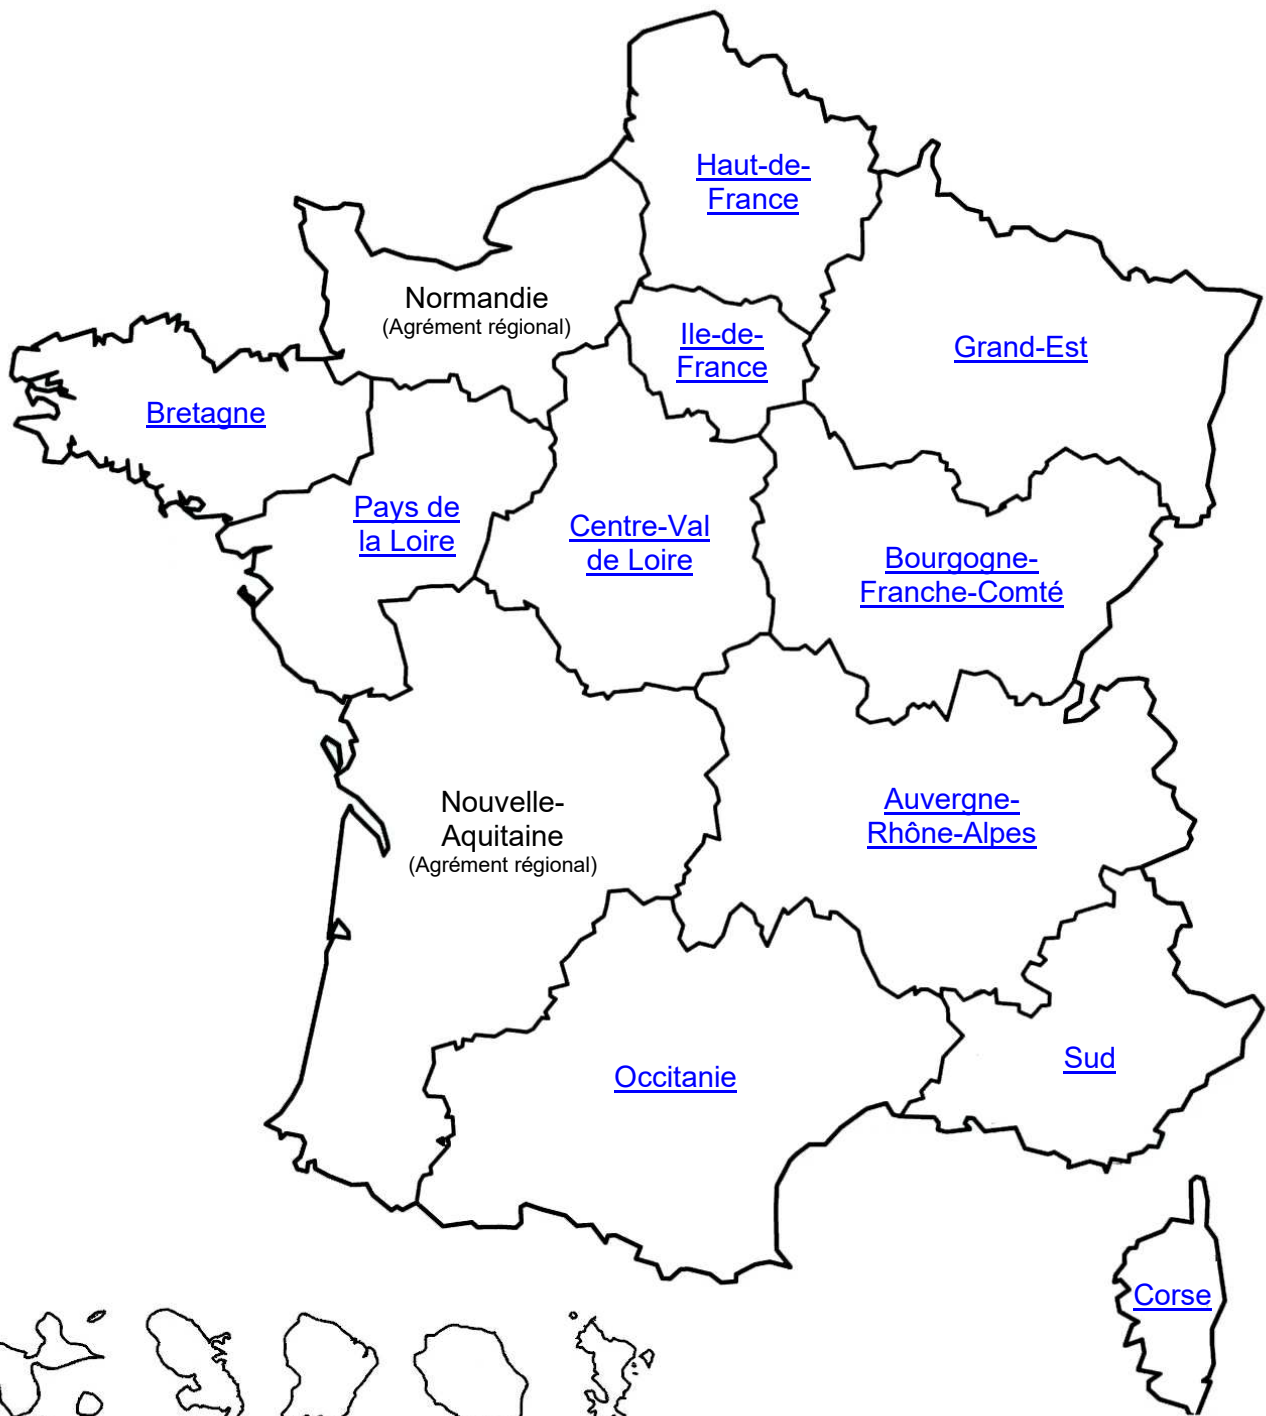 Haut-de-
France
Normandie
(Agrément régional)
Ile-de-
France
Grand-Est
Bretagne
Pays de
la Loire
Centre-Val
de Loire
Bourgogne-
Franche-Comté
Nouvelle-
Aquitaine
(Agrément régional)
Auvergne-
Rhône-Alpes
Occitanie
Sud
Corse